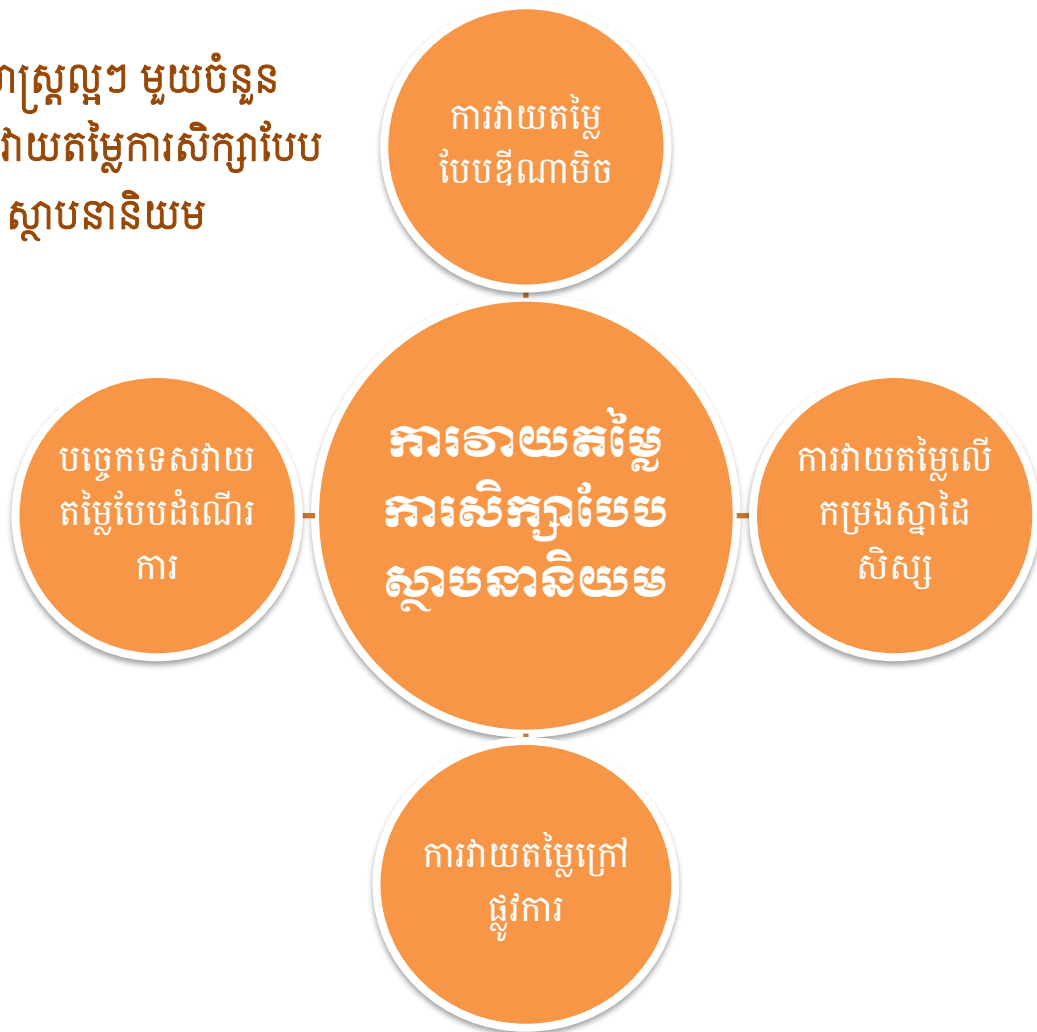 ស្ត្រល្អៗ មួយចំនួន
វាយតម្លៃការសិក្សាបែប
ស្ថាបនានិយម
ការវាយតម្លៃ
បែបឌីណាមិច
បច្ចេកទេសវាយ
តម្លៃបែបដំណើរ
ការ
ការវាយតម្លៃ
ការសិក្សាបែប
ស្ថាបនានិយម
ការវាយតម្លៃលើ
កម្រងស្នាដៃ
សិស្ស
ការវាយតម្លៃក្រៅ
ផ្លូវការ